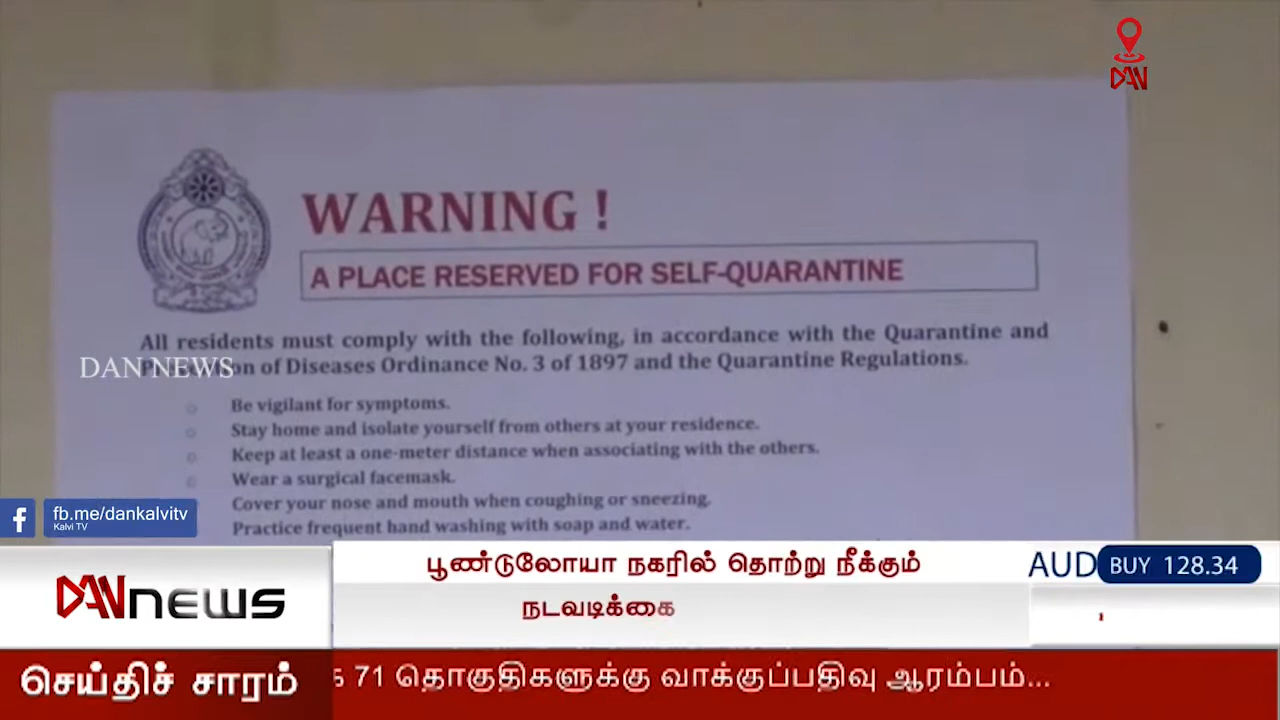 DAN
WARNING !
A PLACE RESERVED FOR SELF-QUARANTINE
All residents must comply with the following, in accordance with the Quarantine and
of Diseases Ordinance No. 3 of 1897 and the Quarantine Regulations.
DAN NEWS
Be vigilant for symptoms.
Stay home and isolate yourself from others at your residence.
Keep at least a one-meter distance when associating with the others.
Wear a surgical facemask.
Cover your nose and mouth when coughing or sneezing.
Practice frequent hand washing with soap and water.
fb.me/dankalvitv
Kalvi TV
பூண்டுலோயா நகரில் தொற்று நீக்கும்
நடவடிக்கை
AUD BUY 128.34
DAN news
செய்திச் சாரம்
71 தொகுதிகளுக்கு வாக்குப்பதிவு ஆரம்பம்...